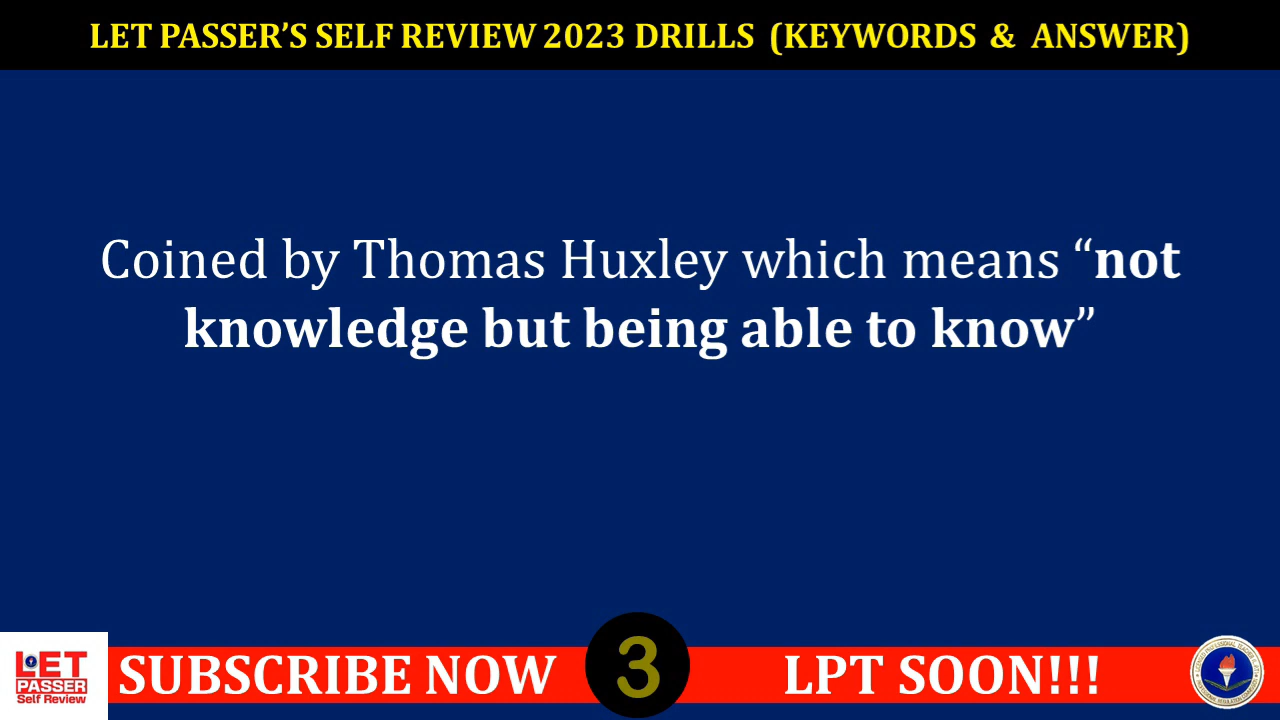 LET PASSER’S SELF REVIEW 2023 DRILLS (KEYWORDS & ANSWER)
Coined by Thomas Huxley which means “not
knowledge but being able to know”
LET
PASSER
Self Review
SUBSCRIBE NOW
3
LPT SOON!!!